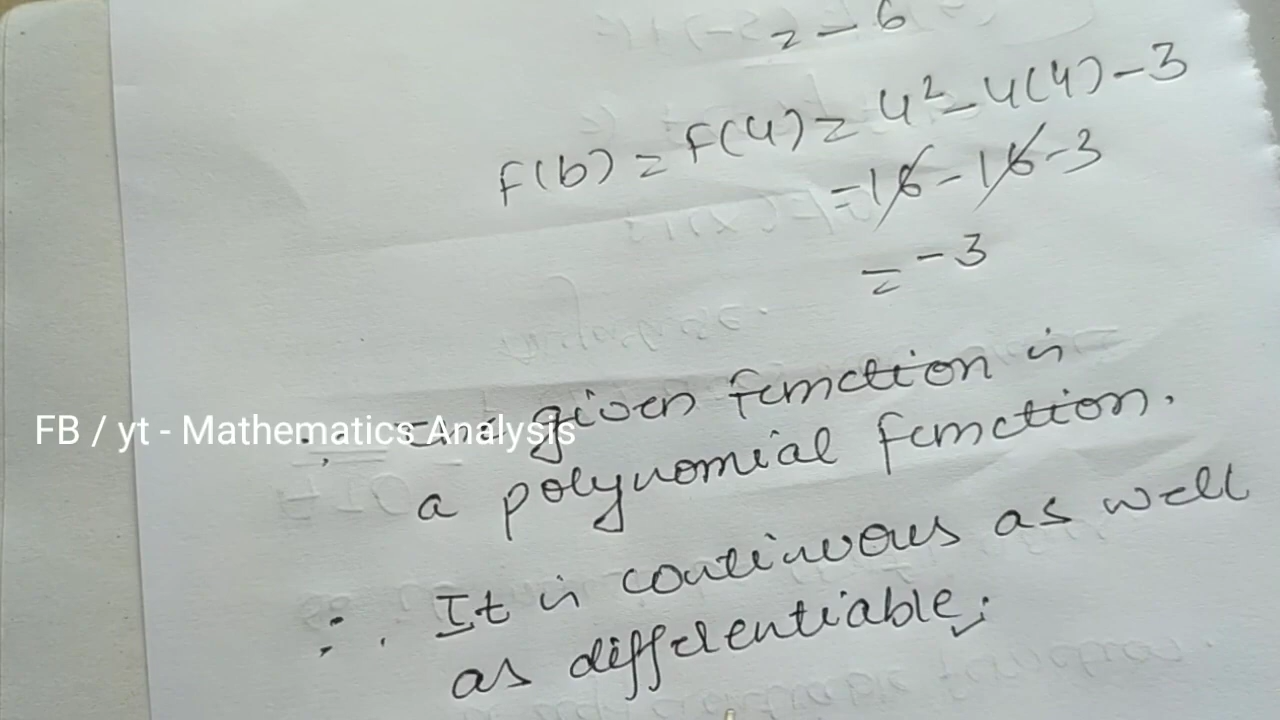 = - 6
F(b) = F(4) = 4² - 4(4) - 3
= 16 - 16 - 3
= - 3
∵ The given function is
FB / yt - Mathematics Analysis
a polynomial function.
∴ It is continuous as well
as differentiable.